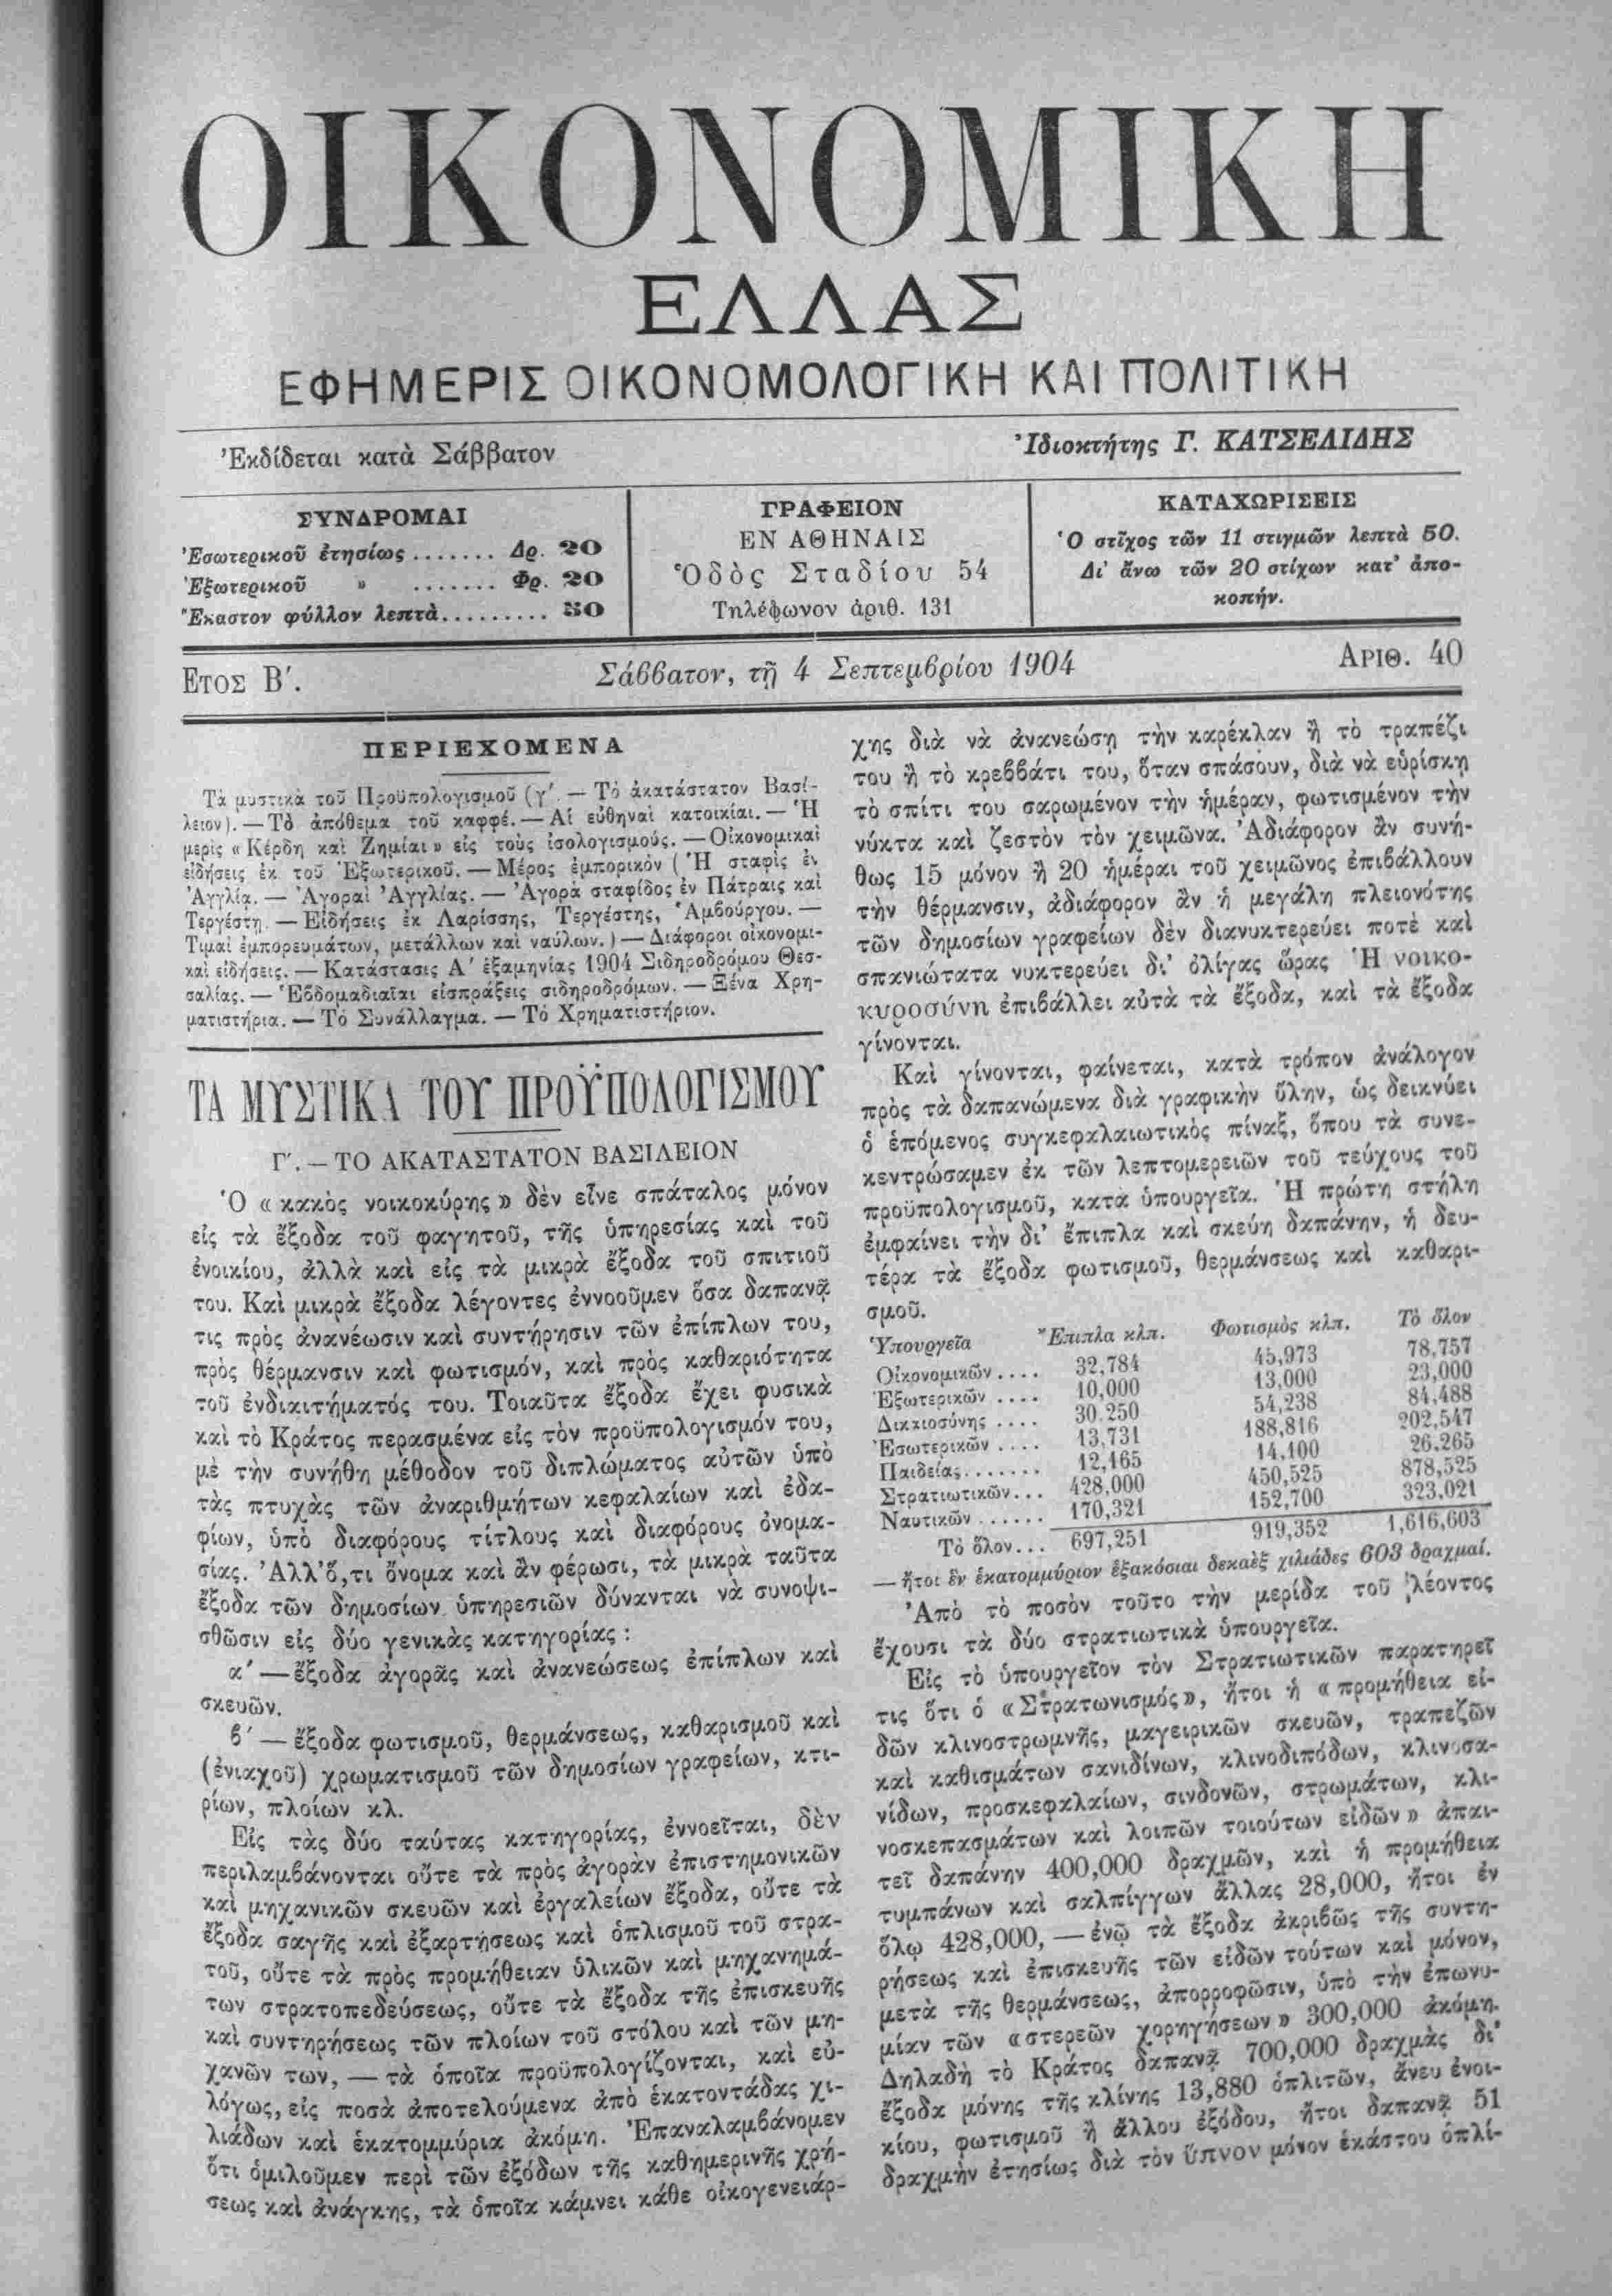 ΟΙΚΟΝΟΜΙΚΗ
ΕΛΛΑΣ
ΕΦΗΜΕΡΙΣ ΟΙΚΟΝΟΜΟΛΟΓΙΚΗ ΚΑΙ ΠΟΛΙΤΙΚΗ
Ἐκδίδεται κατὰ Σάββατον
Ἰδιοκτήτης Γ. ΚΑΤΣΕΛΙΔΗΣ
ΣΥΝΔΡΟΜΑΙ
Ἐσωτερικοῦ ἐτησίως ....... Δρ. 20
Ἐξωτερικοῦ » ....... Φρ. 20
Ἕκαστον φύλλον λεπτὰ......... 50
ΓΡΑΦΕΙΟΝ
ΕΝ ΑΘΗΝΑΙΣ
Ὁδὸς Σταδίου 54
Τηλέφωνον ἀριθ. 131
ΚΑΤΑΧΩΡΙΣΕΙΣ
Ὁ στῖχος τῶν 11 στιγμῶν λεπτὰ 50.
Δι' ἄνω τῶν 20 στίχων κατ' ἀπο-
κοπήν.
ΕΤΟΣ Β′.
Σάββατον, τῇ 4 Σεπτεμβρίου 1904
ΑΡΙΘ. 40
ΠΕΡΙΕΧΟΜΕΝΑ
Τὰ μυστικὰ τοῦ Προϋπολογισμοῦ (γ′. — Τὸ ἀκατάστατον Βασί-
λειον). — Τὸ ἀπόθεμα τοῦ καφφέ. — Αἱ εὐθηναὶ κατοικίαι. — Ἡ
μερὶς «Κέρδη καὶ Ζημίαι» εἰς τοὺς ἰσολογισμούς. — Οἰκονομικαὶ
εἰδήσεις ἐκ τοῦ Ἐξωτερικοῦ. — Μέρος ἐμπορικὸν (Ἡ σταφὶς ἐν
Ἀγγλίᾳ. — Ἀγοραὶ Ἀγγλίας. — Ἀγορὰ σταφίδος ἐν Πάτραις καὶ
Τεργέστῃ. — Εἰδήσεις ἐκ Λαρίσσης, Τεργέστης, Ἁμβούργου. —
Τιμαὶ ἐμπορευμάτων, μετάλλων καὶ ναύλων.) — Διάφοροι οἰκονομι-
καὶ εἰδήσεις. — Κατάστασις Α′ ἑξαμηνίας 1904 Σιδηροδρόμου Θεσ-
σαλίας. — Ἑβδομαδιαῖαι εἰσπράξεις σιδηροδρόμων. — Ξένα Χρη-
ματιστήρια. — Τὸ Συνάλλαγμα. — Τὸ Χρηματιστήριον.
ΤΑ ΜΥΣΤΙΚΑ ΤΟΥ ΠΡΟΫΠΟΛΟΓΙΣΜΟΥ
Γ′. — ΤΟ ΑΚΑΤΑΣΤΑΤΟΝ ΒΑΣΙΛΕΙΟΝ
Ὁ «κακὸς νοικοκύρης» δὲν εἶνε σπάταλος μόνον
εἰς τὰ ἔξοδα τοῦ φαγητοῦ, τῆς ὑπηρεσίας καὶ τοῦ
ἐνοικίου, ἀλλὰ καὶ εἰς τὰ μικρὰ ἔξοδα τοῦ σπιτιοῦ
του. Καὶ μικρὰ ἔξοδα λέγοντες ἐννοοῦμεν ὅσα δαπανᾷ
τις πρὸς ἀνανέωσιν καὶ συντήρησιν τῶν ἐπίπλων του,
πρὸς θέρμανσιν καὶ φωτισμόν, καὶ πρὸς καθαριότητα
τοῦ ἐνδιαιτήματός του. Τοιαῦτα ἔξοδα ἔχει φυσικὰ
καὶ τὸ Κράτος περασμένα εἰς τὸν προϋπολογισμόν του,
μὲ τὴν συνήθη μέθοδον τοῦ διπλώματος αὐτῶν ὑπὸ
τὰς πτυχὰς τῶν ἀναριθμήτων κεφαλαίων καὶ ἐδα-
φίων, ὑπὸ διαφόρους τίτλους καὶ διαφόρους ὀνομα-
σίας. Ἀλλ' ὅ,τι ὄνομα καὶ ἂν φέρωσι, τὰ μικρὰ ταῦτα
ἔξοδα τῶν δημοσίων ὑπηρεσιῶν δύνανται νὰ συνοψι-
σθῶσιν εἰς δύο γενικὰς κατηγορίας :
α′ — ἔξοδα ἀγορᾶς καὶ ἀνανεώσεως ἐπίπλων καὶ
σκευῶν.
β′ — ἔξοδα φωτισμοῦ, θερμάνσεως, καθαρισμοῦ καὶ
(ἐνιαχοῦ) χρωματισμοῦ τῶν δημοσίων γραφείων, κτι-
ρίων, πλοίων κλ.
Εἰς τὰς δύο ταύτας κατηγορίας, ἐννοεῖται, δὲν
περιλαμβάνονται οὔτε τὰ πρὸς ἀγορὰν ἐπιστημονικῶν
καὶ μηχανικῶν σκευῶν καὶ ἐργαλείων ἔξοδα, οὔτε τὰ
ἔξοδα σαγῆς καὶ ἐξαρτήσεως καὶ ὁπλισμοῦ τοῦ στρα-
τοῦ, οὔτε τὰ πρὸς προμήθειαν ὑλικῶν καὶ μηχανημά-
των στρατοπεδεύσεως, οὔτε τὰ ἔξοδα τῆς ἐπισκευῆς
καὶ συντηρήσεως τῶν πλοίων τοῦ στόλου καὶ τῶν μη-
χανῶν των, — τὰ ὁποῖα προϋπολογίζονται, καὶ εὐ-
λόγως, εἰς ποσὰ ἀποτελούμενα ἀπὸ ἑκατοντάδας χι-
λιάδων καὶ ἑκατομμύρια ἀκόμη. Ἐπαναλαμβάνομεν
ὅτι ὁμιλοῦμεν περὶ τῶν ἐξόδων τῆς καθημερινῆς χρή-
σεως καὶ ἀνάγκης, τὰ ὁποῖα κάμνει κάθε οἰκογενειάρ-
χης διὰ νὰ ἀνανεώσῃ τὴν καρέκλαν ἢ τὸ τραπέζι
του ἢ τὸ κρεββάτι του, ὅταν σπάσουν, διὰ νὰ εὑρίσκῃ
τὸ σπίτι του σαρωμένον τὴν ἡμέραν, φωτισμένον τὴν
νύκτα καὶ ζεστὸν τὸν χειμῶνα. Ἀδιάφορον ἂν συνή-
θως 15 μόνον ἢ 20 ἡμέραι τοῦ χειμῶνος ἐπιβάλλουν
τὴν θέρμανσιν, ἀδιάφορον ἂν ἡ μεγάλη πλειονότης
τῶν δημοσίων γραφείων δὲν διανυκτερεύει ποτὲ καὶ
σπανιώτατα νυκτερεύει δι' ὀλίγας ὥρας Ἡ νοικο-
κυροσύνη ἐπιβάλλει αὐτὰ τὰ ἔξοδα, καὶ τὰ ἔξοδα
γίνονται.
Καὶ γίνονται, φαίνεται, κατὰ τρόπον ἀνάλογον
πρὸς τὰ δαπανώμενα διὰ γραφικὴν ὕλην, ὡς δεικνύει
ὁ ἑπόμενος συγκεφαλαιωτικὸς πίναξ, ὅπου τὰ συνε-
κεντρώσαμεν ἐκ τῶν λεπτομερειῶν τοῦ τεύχους τοῦ
προϋπολογισμοῦ, κατὰ ὑπουργεῖα. Ἡ πρώτη στήλη
ἐμφαίνει τὴν δι' ἔπιπλα καὶ σκεύη δαπάνην, ἡ δευ-
τέρα τὰ ἔξοδα φωτισμοῦ, θερμάνσεως καὶ καθαρι-
σμοῦ.
Ὑπουργεῖα Ἔπιπλα κλπ. Φωτισμὸς κλπ. Τὸ ὅλον
Οἰκονομικῶν .... 32,784 45,973 78,757
Ἐξωτερικῶν .... 10,000 13,000 23,000
Δικαιοσύνης .... 30.250 54,238 84,488
Ἐσωτερικῶν .... 13,731 188,816 202,547
Παιδείας....... 12,165 14,100 26.265
Στρατιωτικῶν... 428,000 450,525 878,525
Ναυτικῶν ...... 170,321 152,700 323,021
Τὸ ὅλον... 697,251 919,352 1,616,603
— ἤτοι ἓν ἑκατομμύριον ἑξακόσιαι δεκαὲξ χιλιάδες 603 δραχμαί.
Ἀπὸ τὸ ποσὸν τοῦτο τὴν μερίδα τοῦ λέοντος
ἔχουσι τὰ δύο στρατιωτικὰ ὑπουργεῖα.
Εἰς τὸ ὑπουργεῖον τὸν Στρατιωτικῶν παρατηρεῖ
τις ὅτι ὁ «Στρατωνισμός», ἤτοι ἡ «προμήθεια εἰ-
δῶν κλινοστρωμνῆς, μαγειρικῶν σκευῶν, τραπεζῶν
καὶ καθισμάτων σανιδίνων, κλινοδιπόδων, κλινοσα-
νίδων, προσκεφαλαίων, σινδονῶν, στρωμάτων, κλι-
νοσκεπασμάτων καὶ λοιπῶν τοιούτων εἰδῶν» ἀπαι-
τεῖ δαπάνην 400,000 δραχμῶν, καὶ ἡ προμήθεια
τυμπάνων καὶ σαλπίγγων ἄλλας 28,000, ἤτοι ἐν
ὅλῳ 428,000, — ἐνῷ τὰ ἔξοδα ἀκριβῶς τῆς συντη-
ρήσεως καὶ ἐπισκευῆς τῶν εἰδῶν τούτων καὶ μόνον,
μετὰ τῆς θερμάνσεως, ἀπορροφῶσιν, ὑπὸ τὴν ἐπωνυ-
μίαν τῶν «στερεῶν χορηγήσεων» 300,000 ἀκόμη.
Δηλαδὴ τὸ Κράτος δαπανᾷ 700,000 δραχμὰς δι'
ἔξοδα μόνης τῆς κλίνης 13,880 ὁπλιτῶν, ἄνευ ἐνοι-
κίου, φωτισμοῦ ἢ ἄλλου ἐξόδου, ἤτοι δαπανᾷ 51
δραχμὴν ἐτησίως διὰ τὸν ὕπνον μόνον ἑκάστου ὁπλί-